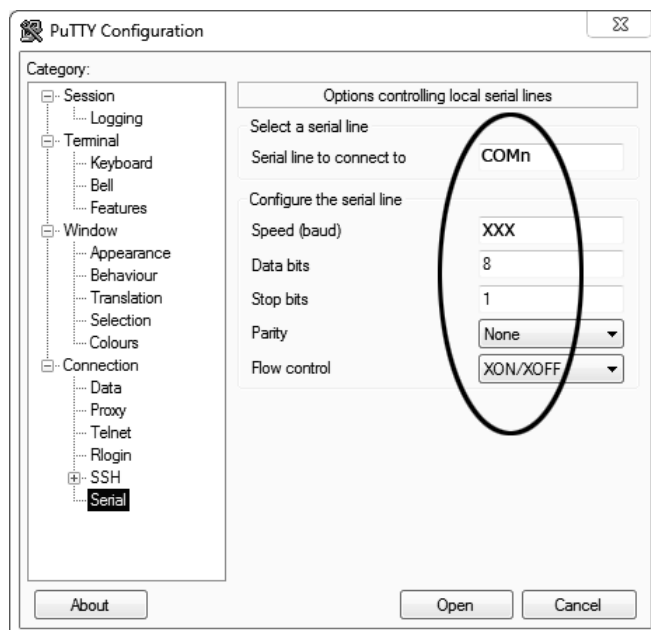 PuTTY Configuration
Category:
Session
Logging
Terminal
Keyboard
Bell
Features
Window
Appearance
Behaviour
Translation
Selection
Colours
Connection
Data
Proxy
Telnet
Rlogin
SSH
Serial
Options controlling local serial lines
Select a serial line
Serial line to connect to COMn
Configure the serial line
Speed (baud) XXX
Data bits 8
Stop bits 1
Parity None
Flow control XON/XOFF
About Open Cancel